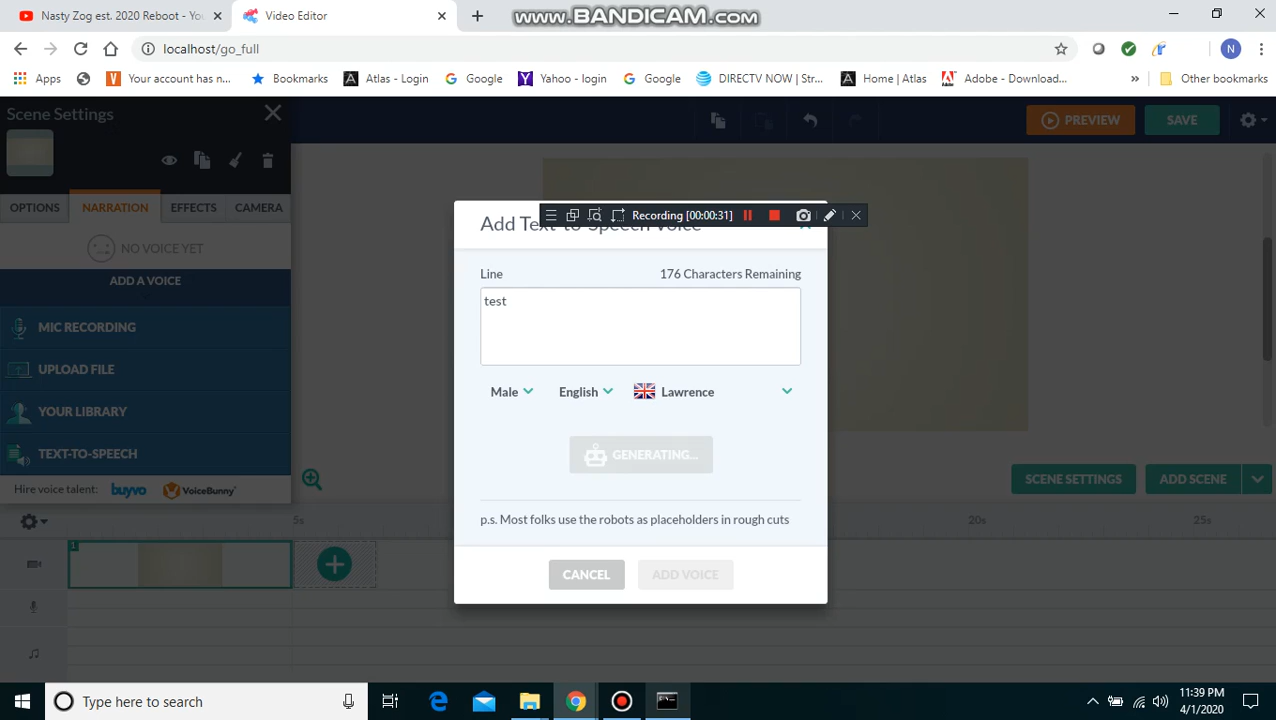 www.BANDICAM.com
Nasty Zog est. 2020 Reboot - Yo
Video Editor
localhost/go_full
N
Apps
Your account has n...
Bookmarks
Atlas - Login
Google
Yahoo - login
Google
DIRECTV NOW | Str...
Home | Atlas
Adobe - Download...
»
Other bookmarks
Scene Settings
PREVIEW
SAVE
OPTIONS
NARRATION
EFFECTS
CAMERA
NO VOICE YET
ADD A VOICE
MIC RECORDING
UPLOAD FILE
YOUR LIBRARY
TEXT-TO-SPEECH
Hire voice talent:
buyvo
VoiceBunny
Recording [00:00:31]
Add Text-to-Speech Voice
Line
176 Characters Remaining
test
Male
English
Lawrence
GENERATING...
p.s. Most folks use the robots as placeholders in rough cuts
CANCEL
ADD VOICE
SCENE SETTINGS
ADD SCENE
5s
20s
25s
1
Type here to search
11:39 PM
4/1/2020